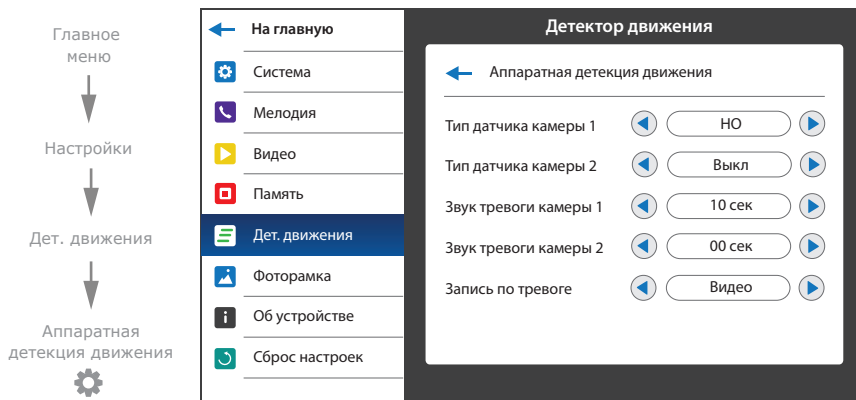 Главное
меню
Настройки
Дет. движения
Аппаратная
детекция движения
На главную
Система
Мелодия
Видео
Память
Дет. движения
Фоторамка
Об устройстве
Сброс настроек
Детектор движения
Аппаратная детекция движения
Тип датчика камеры 1 НО
Тип датчика камеры 2 Выкл
Звук тревоги камеры 1 10 сек
Звук тревоги камеры 2 00 сек
Запись по тревоге Видео